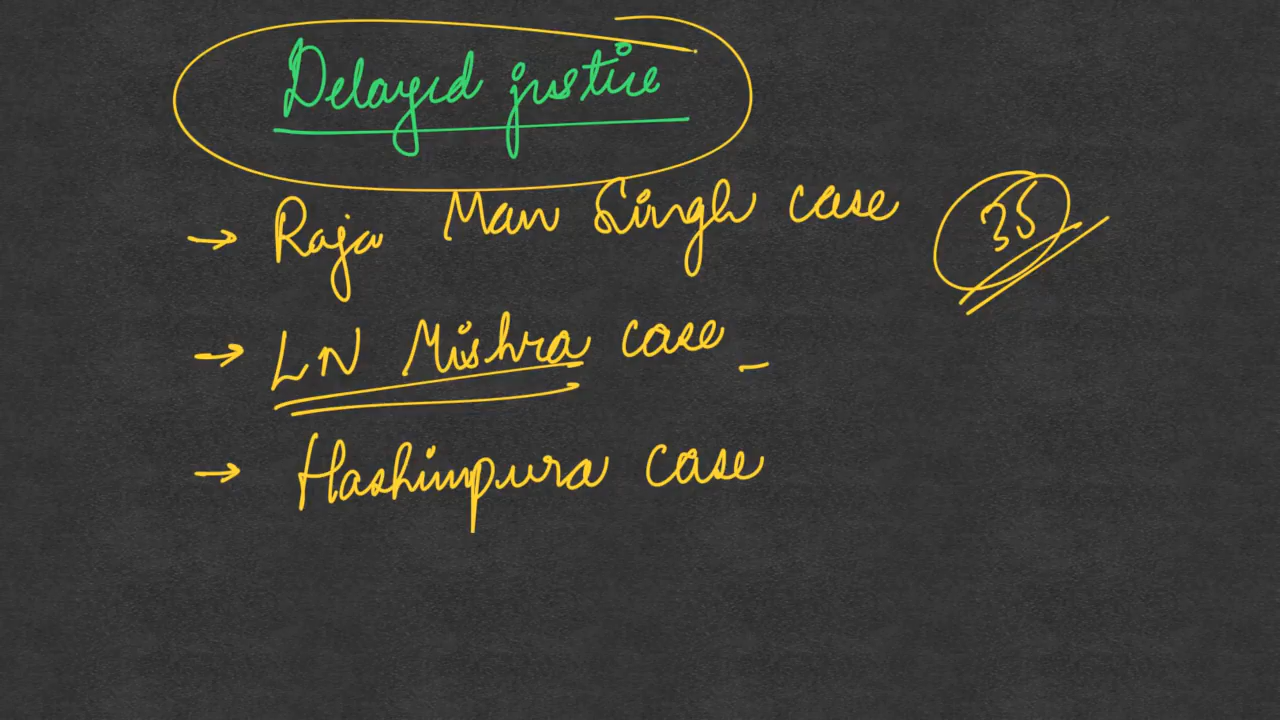 Delayed justice
→ Raja Man Singh case 35
→ LN Mishra case -
→ Hashimpura case